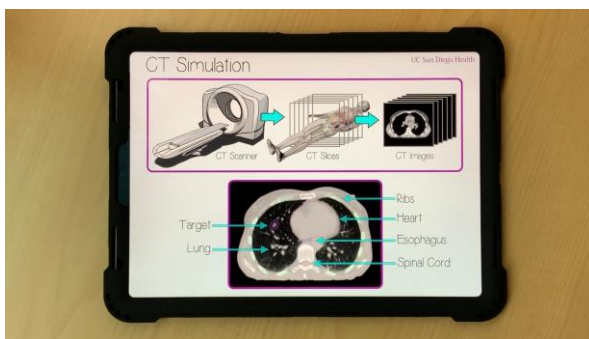 CT Simulation
UC San Diego Health
CT Scanner
CT Slices
CT Images
Target
Lung
Ribs
Heart
Esophagus
Spinal Cord